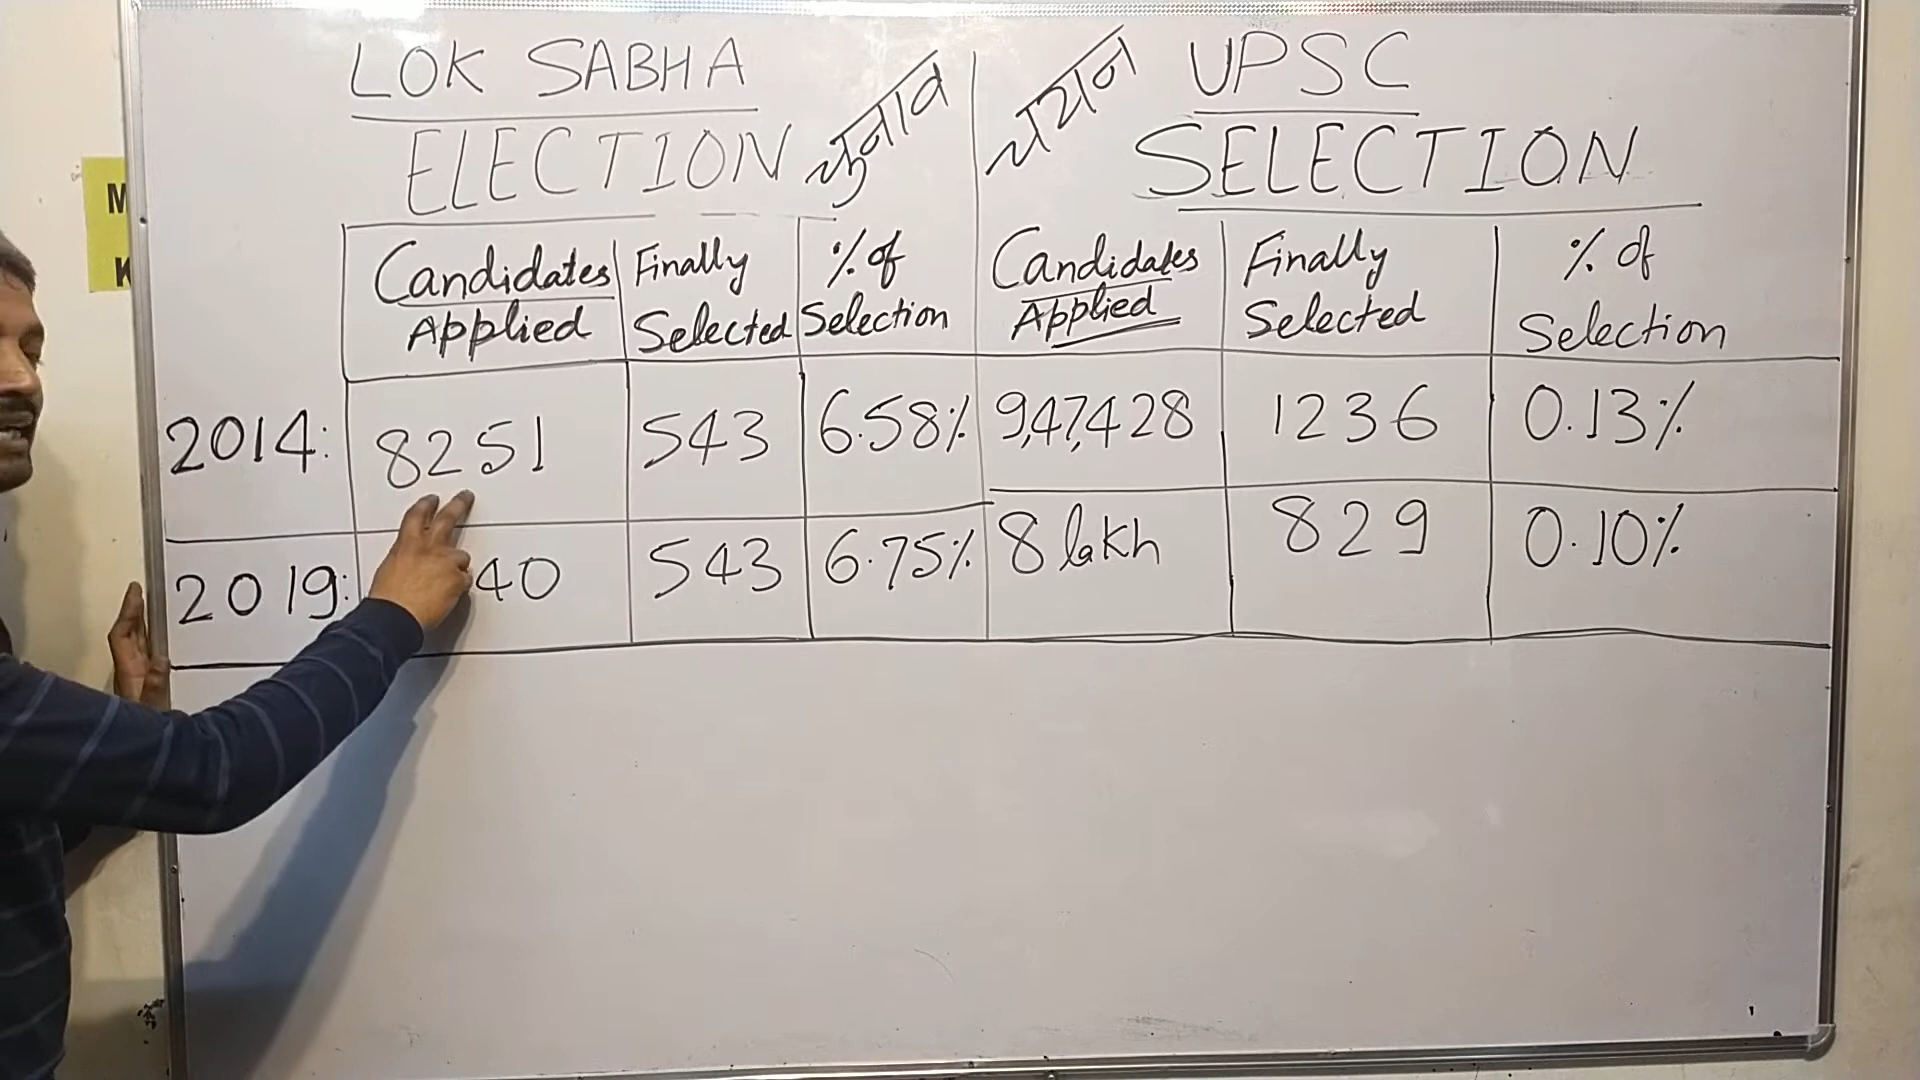 LOK SABHA
ELECTION चुनाव
चयन UPSC
SELECTION
Candidates Applied
Finally Selected
% of Selection
Candidates Applied
Finally Selected
% of Selection
2014: 8251 543 6.58% 9,47,428 1236 0.13%
2019: 40 543 6.75% 8 lakh 829 0.10%
M
K